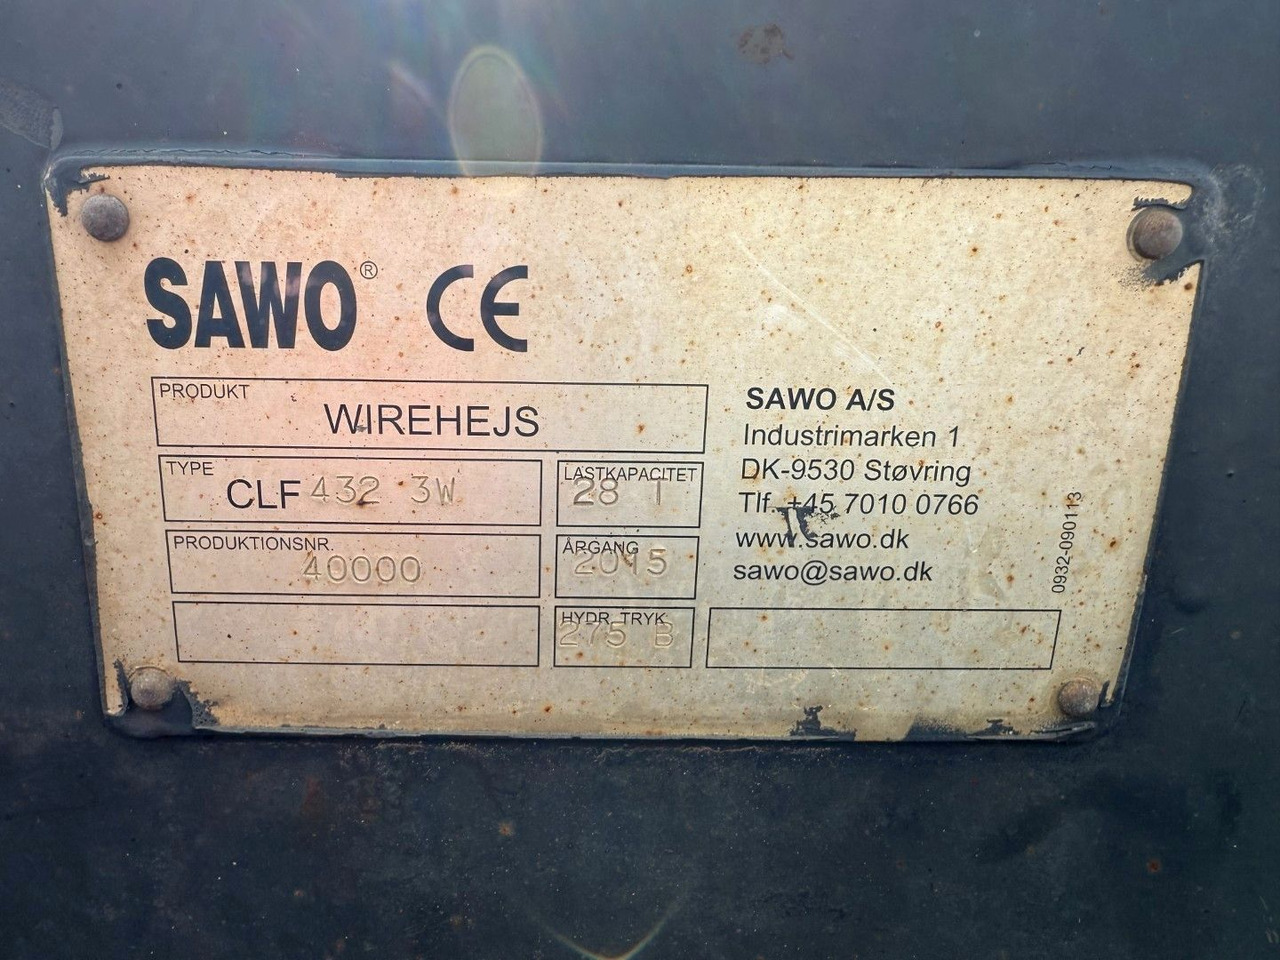 SAWO® CE
PRODUKT
WIREHEJS
TYPE
CLF 432 3W
LASTKAPACITET
28 T
PRODUKTIONSNR.
40000
ÅRGANG
2015
HYDR. TRYK
275 B
SAWO A/S
Industrimarken 1
DK-9530 Støvring
Tlf. +45 7010 0766
www.sawo.dk
sawo@sawo.dk
0932-090113